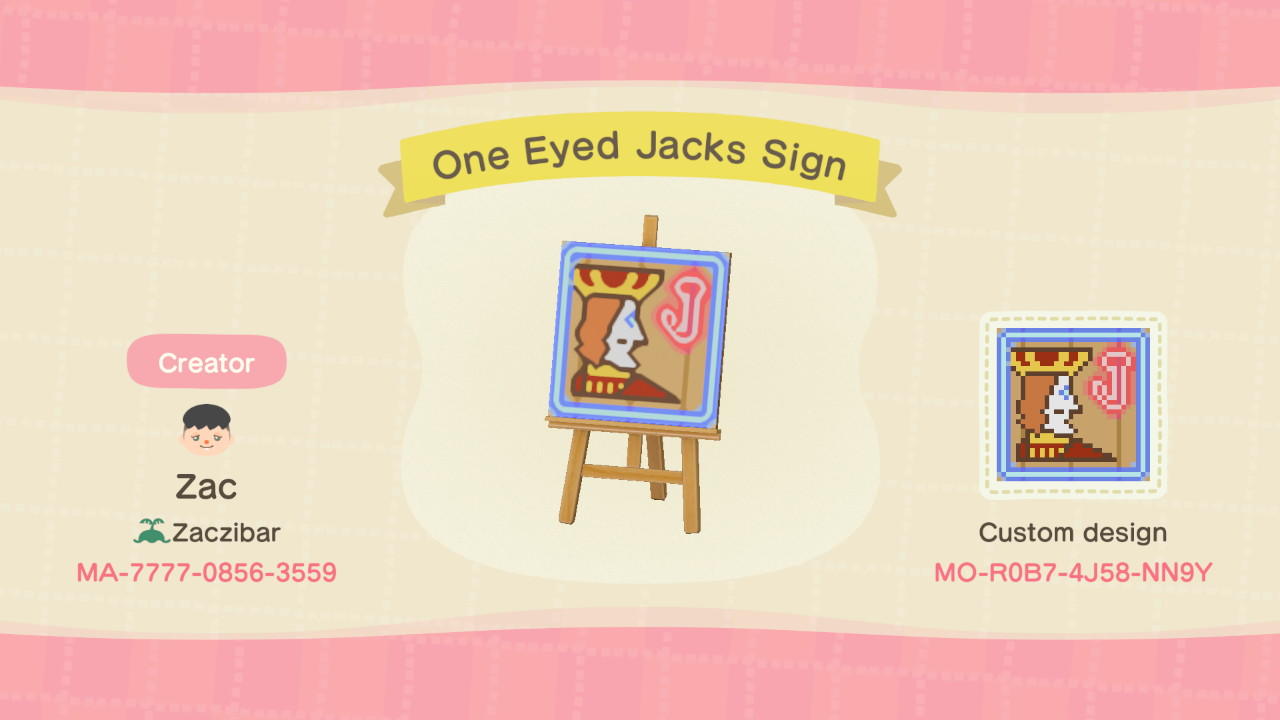 One Eyed Jacks Sign
J
Creator
Zac
Zaczibar
MA-7777-0856-3559
J
Custom design
MO-R0B7-4J58-NN9Y